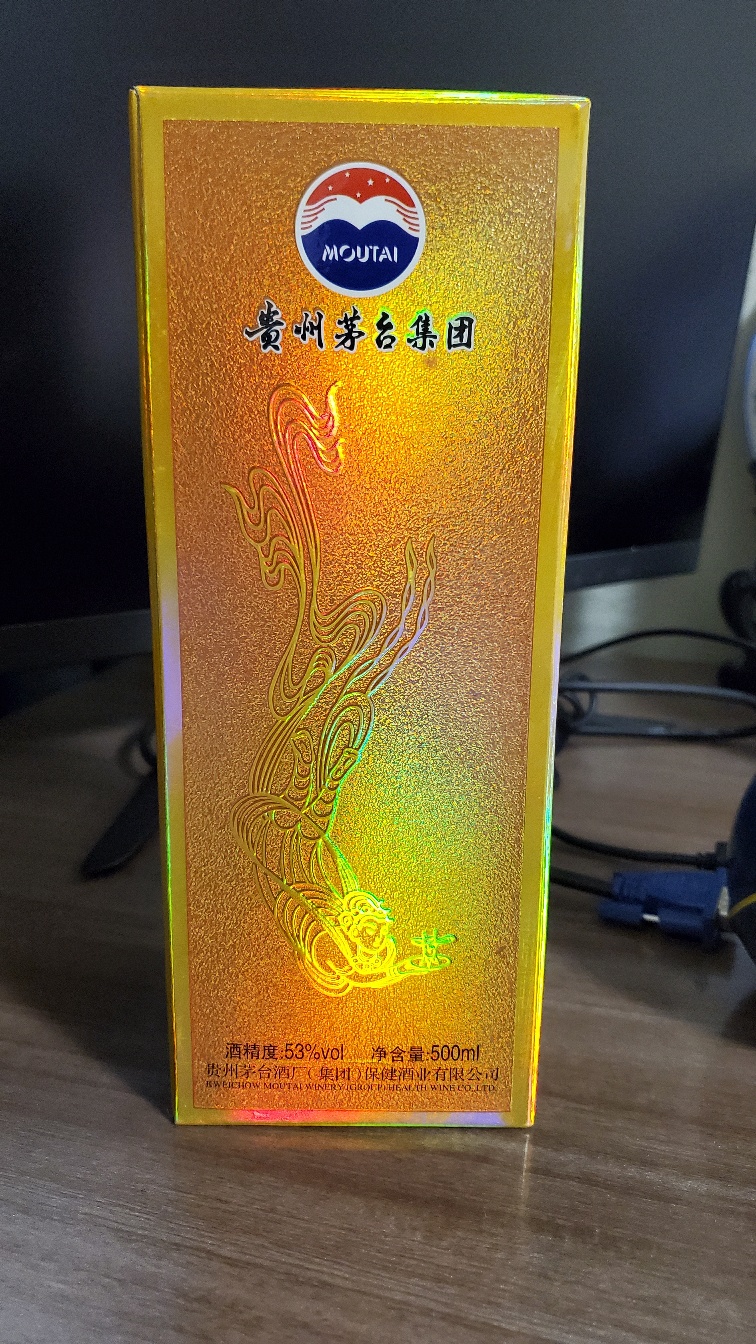 MOUTAI
贵州茅台集团
酒精度:53%vol 净含量:500ml
贵州茅台酒厂(集团)保健酒业有限公司
KWEICHOW MOUTAI WINERY (GROUP) HEALTH WINE CO.,LTD.